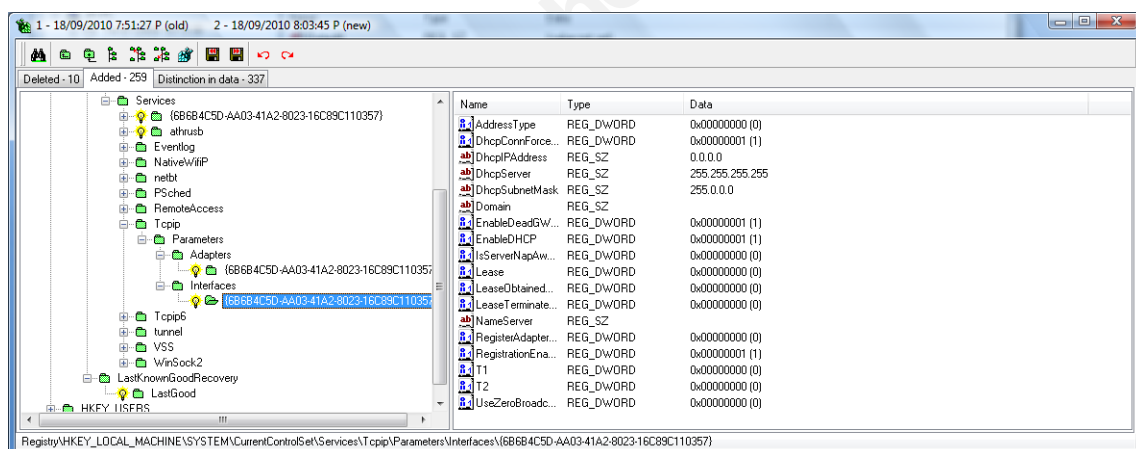 1 - 18/09/2010 7:51:27 P (old) 2 - 18/09/2010 8:03:45 P (new)
Deleted - 10 Added - 259 Distinction in data - 337
Services
{6B6B4C5D-AA03-41A2-8023-16C89C110357}
athrusb
Eventlog
NativeWifiP
netbt
PSched
RemoteAccess
Tcpip
Parameters
Adapters
{6B6B4C5D-AA03-41A2-8023-16C89C110357
Interfaces
{6B6B4C5D-AA03-41A2-8023-16C89C110357
Tcpip6
tunnel
VSS
WinSock2
LastKnownGoodRecovery
LastGood
HKEY_USERS
Name Type Data
AddressType REG_DWORD 0x00000000 (0)
DhcpConnForce... REG_DWORD 0x00000001 (1)
DhcpIPAddress REG_SZ 0.0.0.0
DhcpServer REG_SZ 255.255.255.255
DhcpSubnetMask REG_SZ 255.0.0.0
Domain REG_SZ
EnableDeadGW... REG_DWORD 0x00000001 (1)
EnableDHCP REG_DWORD 0x00000001 (1)
IsServerNapAw... REG_DWORD 0x00000000 (0)
Lease REG_DWORD 0x00000000 (0)
LeaseObtained... REG_DWORD 0x00000000 (0)
LeaseTerminate... REG_DWORD 0x00000000 (0)
NameServer REG_SZ
RegisterAdapter... REG_DWORD 0x00000000 (0)
RegistrationEna... REG_DWORD 0x00000001 (1)
T1 REG_DWORD 0x00000000 (0)
T2 REG_DWORD 0x00000000 (0)
UseZeroBroadc... REG_DWORD 0x00000000 (0)
Registry\HKEY_LOCAL_MACHINE\SYSTEM\CurrentControlSet\Services\Tcpip\Parameters\Interfaces\{6B6B4C5D-AA03-41A2-8023-16C89C110357}